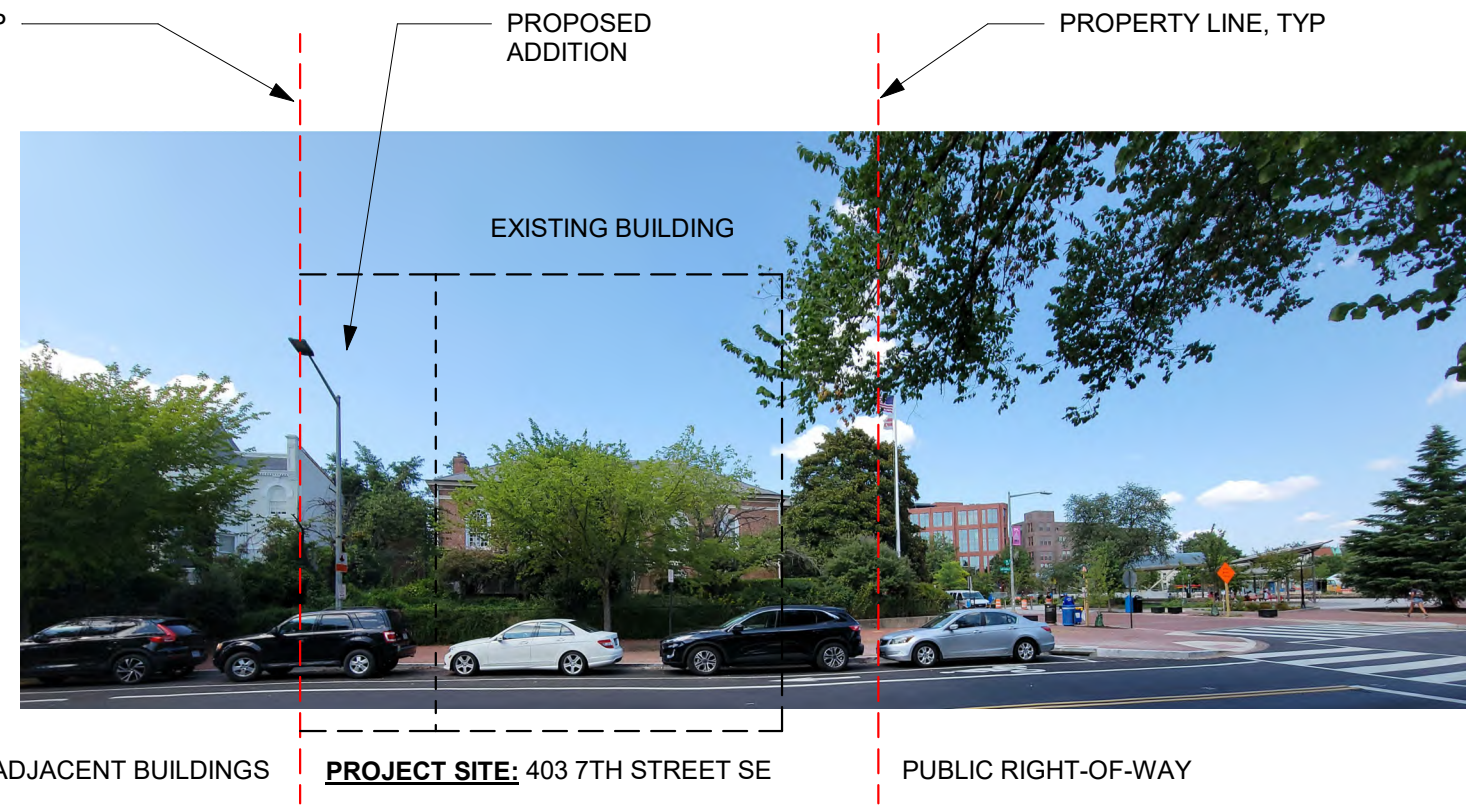 P
PROPOSED
ADDITION
PROPERTY LINE, TYP
EXISTING BUILDING
ADJACENT BUILDINGS
PROJECT SITE: 403 7TH STREET SE
PUBLIC RIGHT-OF-WAY